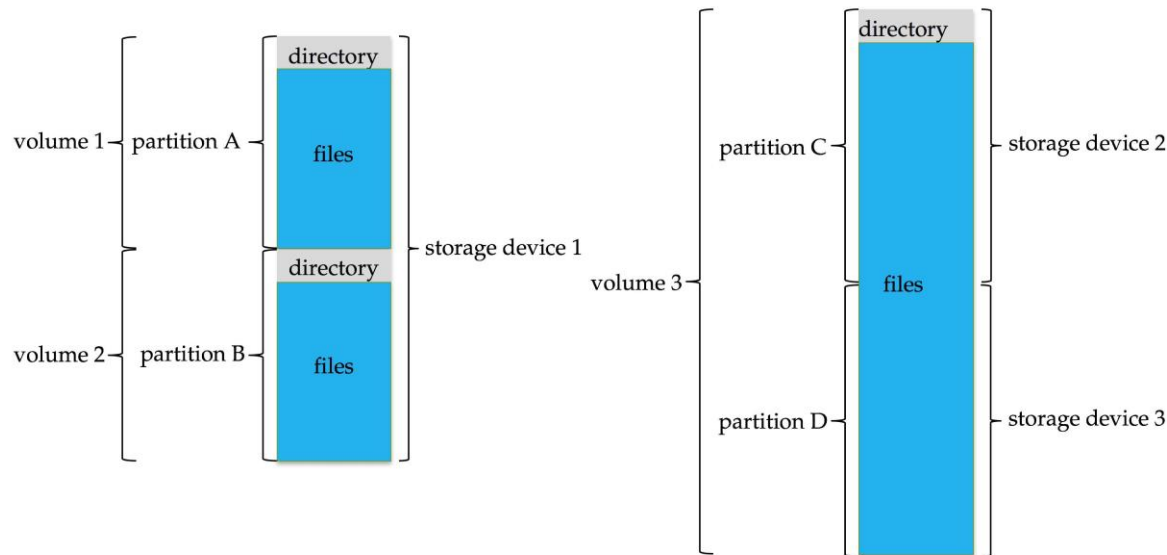 directory
volume 1
partition A
files
storage device 1
directory
volume 2
partition B
files
directory
partition C
storage device 2
volume 3
files
partition D
storage device 3